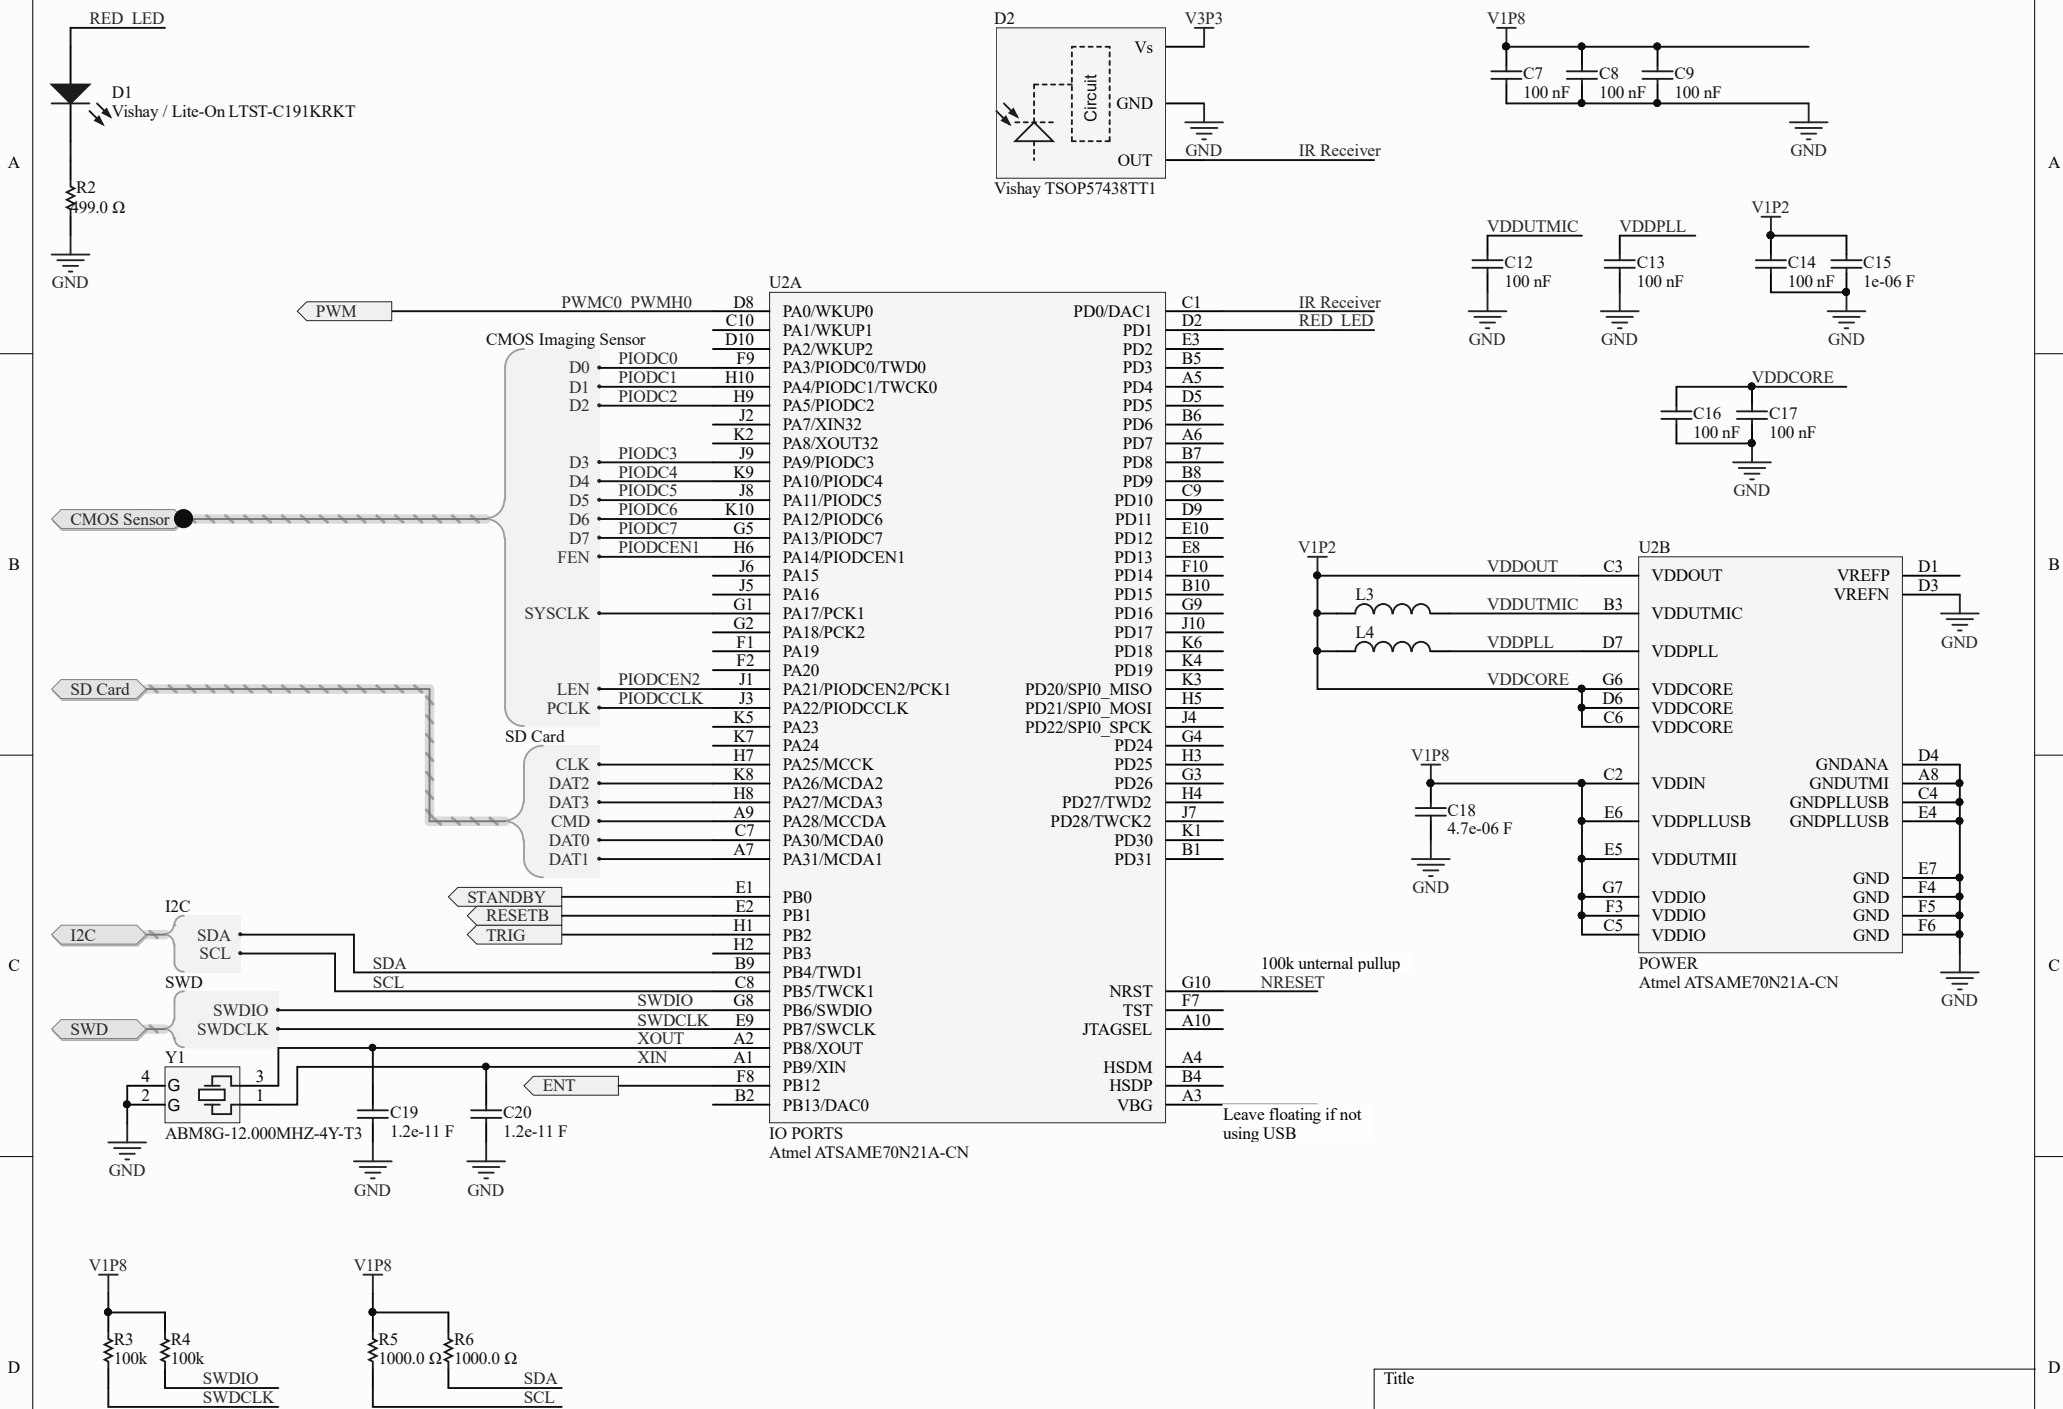 RED_LED
D1
Vishay / Lite-On LTST-C191KRKT
R2
499.0 Ω
GND
D2
V3P3
Vs
Circuit
GND
OUT
GND
IR Receiver
Vishay TSOP57438TT1
V1P8
C7
100 nF
C8
100 nF
C9
100 nF
GND
VDDUTMIC
C12
100 nF
GND
VDDPLL
C13
100 nF
GND
V1P2
C14
100 nF
C15
1e-06 F
GND
VDDCORE
C16
100 nF
C17
100 nF
GND
A
A
B
B
C
C
D
D
U2A
PWM
PWMC0_PWMH0 D8 PA0/WKUP0
C10 PA1/WKUP1
D10 PA2/WKUP2
CMOS Imaging Sensor
D0 PIODC0 F9 PA3/PIODC0/TWD0
D1 PIODC1 H10 PA4/PIODC1/TWCK0
D2 PIODC2 H9 PA5/PIODC2
J2 PA7/XIN32
K2 PA8/XOUT32
D3 PIODC3 J9 PA9/PIODC3
D4 PIODC4 K9 PA10/PIODC4
D5 PIODC5 J8 PA11/PIODC5
CMOS Sensor
D6 PIODC6 K10 PA12/PIODC6
D7 PIODC7 G5 PA13/PIODC7
FEN PIODCEN1 H6 PA14/PIODCEN1
J6 PA15
J5 PA16
SYSCLK G1 PA17/PCK1
G2 PA18/PCK2
F1 PA19
F2 PA20
SD Card
LEN PIODCEN2 J1 PA21/PIODCEN2/PCK1
PCLK PIODCCLK J3 PA22/PIODCCLK
K5 PA23
SD Card
K7 PA24
CLK H7 PA25/MCCK
DAT2 K8 PA26/MCDA2
DAT3 H8 PA27/MCDA3
CMD A9 PA28/MCCDA
DAT0 C7 PA30/MCDA0
DAT1 A7 PA31/MCDA1
STANDBY E1 PB0
RESETB E2 PB1
TRIG H1 PB2
H2 PB3
I2C
I2C
SDA
SCL
SDA B9 PB4/TWD1
SCL C8 PB5/TWCK1
SWD
SWD
SWDIO SWDIO G8 PB6/SWDIO
SWDCLK SWDCLK E9 PB7/SWCLK
XOUT A2 PB8/XOUT
XIN A1 PB9/XIN
ENT F8 PB12
B2 PB13/DAC0
Y1
4 G 3
2 G 1
ABM8G-12.000MHZ-4Y-T3
GND
C19
1.2e-11 F
GND
C20
1.2e-11 F
GND
PD0/DAC1 C1 IR Receiver
PD1 D2 RED_LED
PD2 E3
PD3 B5
PD4 A5
PD5 D5
PD6 B6
PD7 A6
PD8 B7
PD9 B8
PD10 C9
PD11 D9
PD12 E10
PD13 E8
PD14 F10
PD15 B10
PD16 G9
PD17 J10
PD18 K6
PD19 K4
PD20/SPI0_MISO K3
PD21/SPI0_MOSI H5
PD22/SPI0_SPCK J4
PD24 G4
PD25 H3
PD26 G3
PD27/TWD2 H4
PD28/TWCK2 J7
PD30 K1
PD31 B1
100k unternal pullup
NRST G10 NRESET
TST F7
JTAGSEL A10
HSDM A4
HSDP B4
VBG A3
Leave floating if not
using USB
IO PORTS
Atmel ATSAME70N21A-CN
V1P2
U2B
VDDOUT C3 VDDOUT
L3 VDDUTMIC B3 VDDUTMIC
L4 VDDPLL D7 VDDPLL
VDDCORE G6 VDDCORE
D6 VDDCORE
C6 VDDCORE
V1P8
C2 VDDIN
C18
4.7e-06 F
GND
E6 VDDPLLUSB
E5 VDDUTMII
G7 VDDIO
F3 VDDIO
C5 VDDIO
VREFP D1
VREFN D3
GND
GNDANA D4
GNDUTMI A8
GNDPLLUSB C4
GNDPLLUSB E4
GND E7
GND F4
GND F5
GND F6
GND
POWER
Atmel ATSAME70N21A-CN
V1P8
R3
100k
R4
100k
SWDIO
SWDCLK
V1P8
R5
1000.0 Ω
R6
1000.0 Ω
SDA
SCL
Title